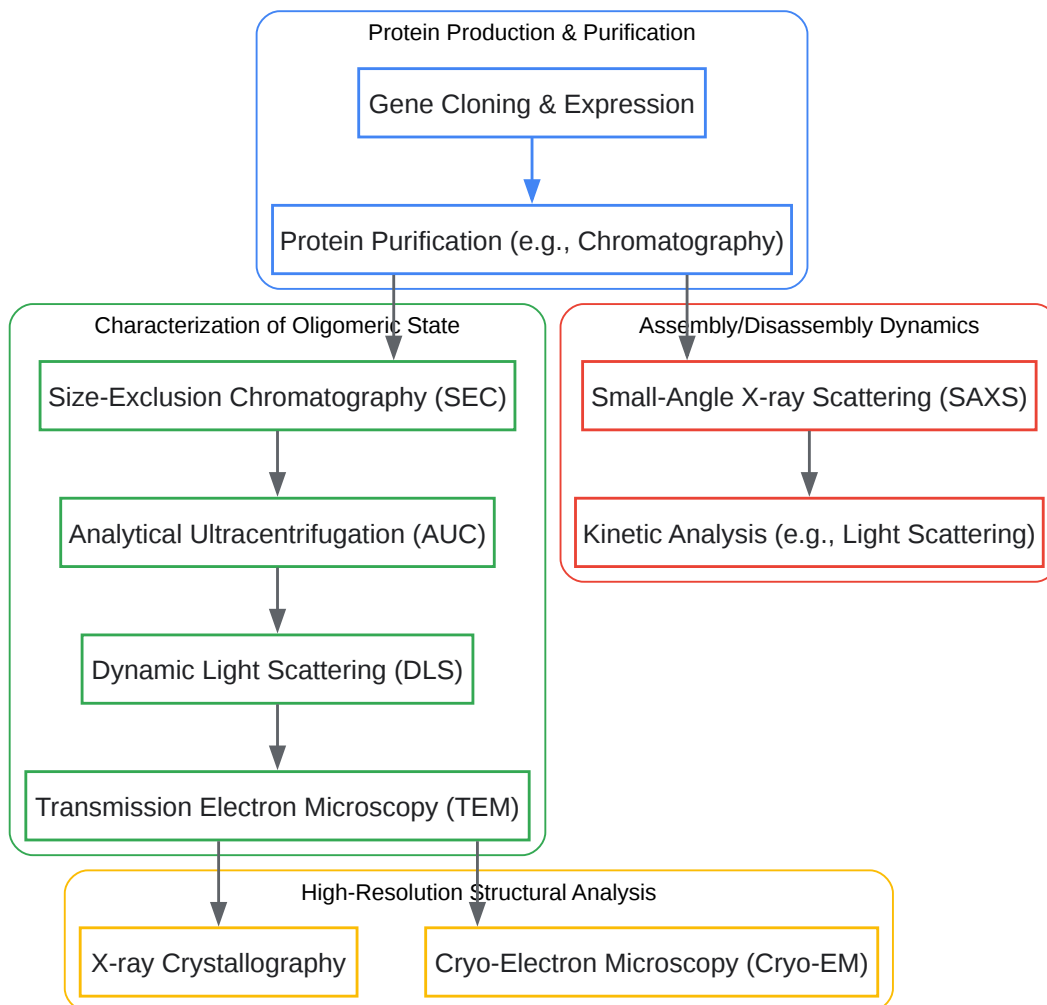 Protein Production & Purification
Gene Cloning & Expression
Protein Purification (e.g., Chromatography)
Characterization of Oligomeric State
Size-Exclusion Chromatography (SEC)
Analytical Ultracentrifugation (AUC)
Dynamic Light Scattering (DLS)
Transmission Electron Microscopy (TEM)
Assembly/Disassembly Dynamics
Small-Angle X-ray Scattering (SAXS)
Kinetic Analysis (e.g., Light Scattering)
High-Resolution Structural Analysis
X-ray Crystallography
Cryo-Electron Microscopy (Cryo-EM)